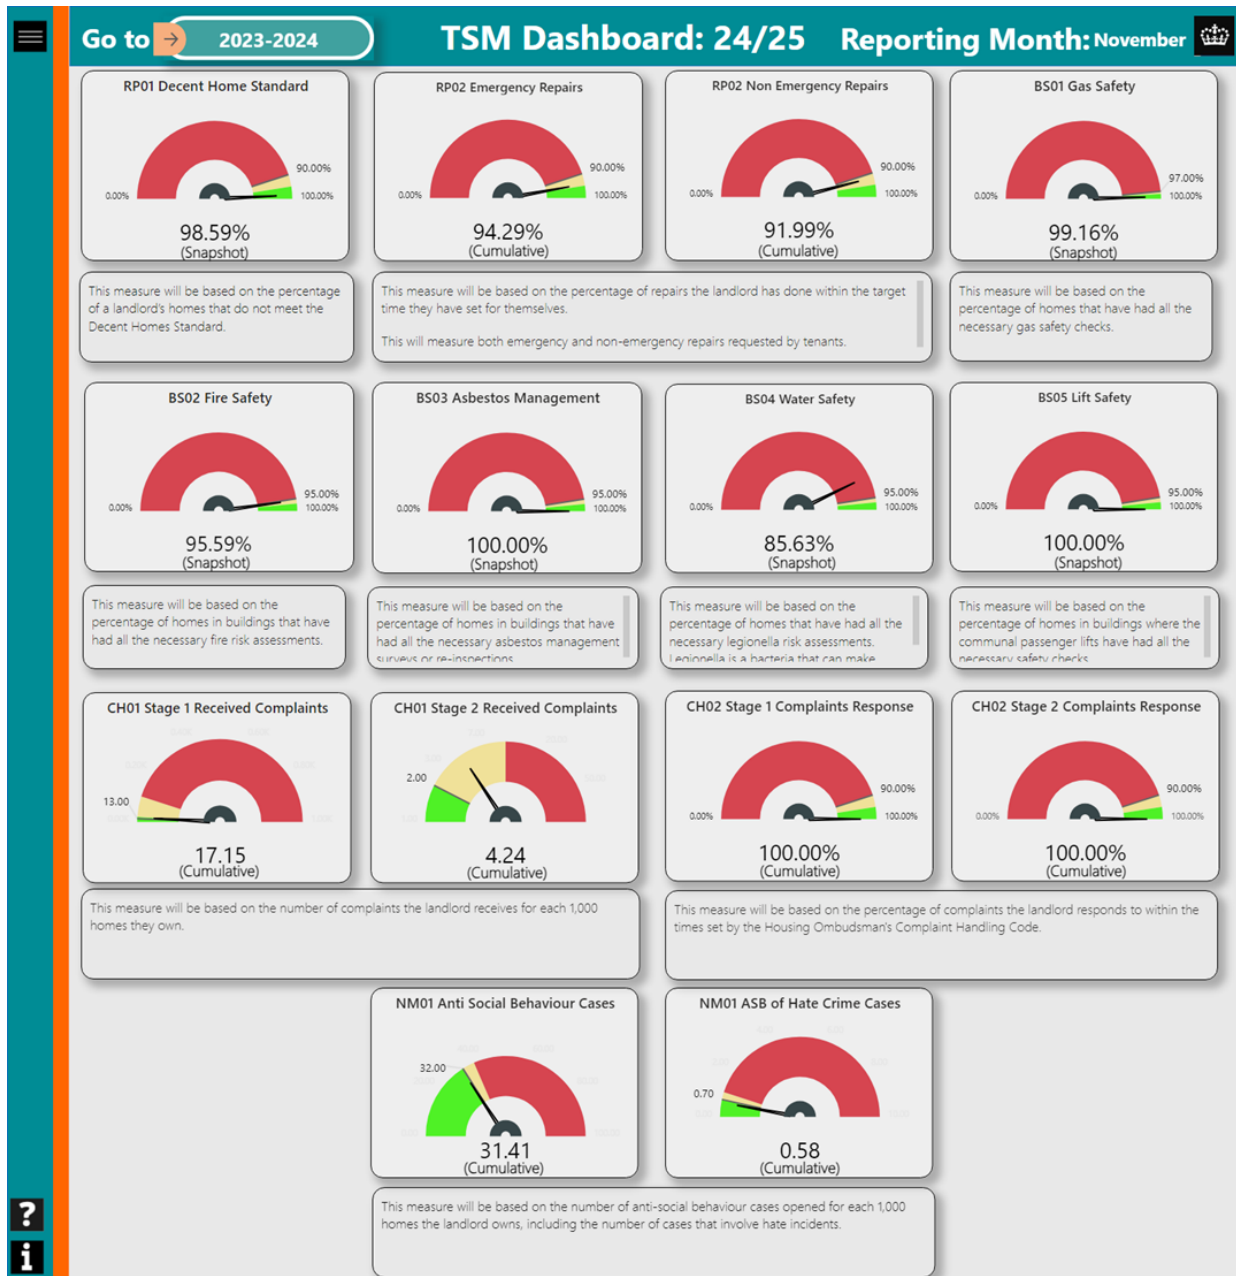 Go to
2023-2024
TSM Dashboard: 24/25
Reporting Month: November
RP01 Decent Home Standard
0.00%
90.00%
100.00%
98.59%
(Snapshot)
RP02 Emergency Repairs
0.00%
90.00%
100.00%
94.29%
(Cumulative)
RP02 Non Emergency Repairs
0.00%
90.00%
100.00%
91.99%
(Cumulative)
BS01 Gas Safety
0.00%
97.00%
100.00%
99.16%
(Snapshot)
This measure will be based on the percentage
of a landlord's homes that do not meet the
Decent Homes Standard.
This measure will be based on the percentage of repairs the landlord has done within the target
time they have set for themselves.
This will measure both emergency and non-emergency repairs requested by tenants.
This measure will be based on the
percentage of homes that have had all the
necessary gas safety checks.
BS02 Fire Safety
0.00%
95.00%
100.00%
95.59%
(Snapshot)
BS03 Asbestos Management
0.00%
95.00%
100.00%
100.00%
(Snapshot)
BS04 Water Safety
0.00%
95.00%
100.00%
85.63%
(Snapshot)
BS05 Lift Safety
0.00%
95.00%
100.00%
100.00%
(Snapshot)
This measure will be based on the
percentage of homes in buildings that have
had all the necessary fire risk assessments.
This measure will be based on the
percentage of homes in buildings that have
had all the necessary asbestos management
surveys or re-inspections
This measure will be based on the
percentage of homes that have had all the
necessary legionella risk assessments.
Legionella is a bacteria that can make
This measure will be based on the
percentage of homes in buildings where the
communal passenger lifts have had all the
necessary safety checks
CH01 Stage 1 Received Complaints
13.00
17.15
(Cumulative)
CH01 Stage 2 Received Complaints
2.00
4.24
(Cumulative)
CH02 Stage 1 Complaints Response
0.00%
90.00%
100.00%
100.00%
(Cumulative)
CH02 Stage 2 Complaints Response
0.00%
90.00%
100.00%
100.00%
(Cumulative)
This measure will be based on the number of complaints the landlord receives for each 1,000
homes they own.
This measure will be based on the percentage of complaints the landlord responds to within the
times set by the Housing Ombudsman's Complaint Handling Code.
NM01 Anti Social Behaviour Cases
32.00
31.41
(Cumulative)
NM01 ASB of Hate Crime Cases
0.70
0.58
(Cumulative)
This measure will be based on the number of anti-social behaviour cases opened for each 1,000
homes the landlord owns, including the number of cases that involve hate incidents.
?
i